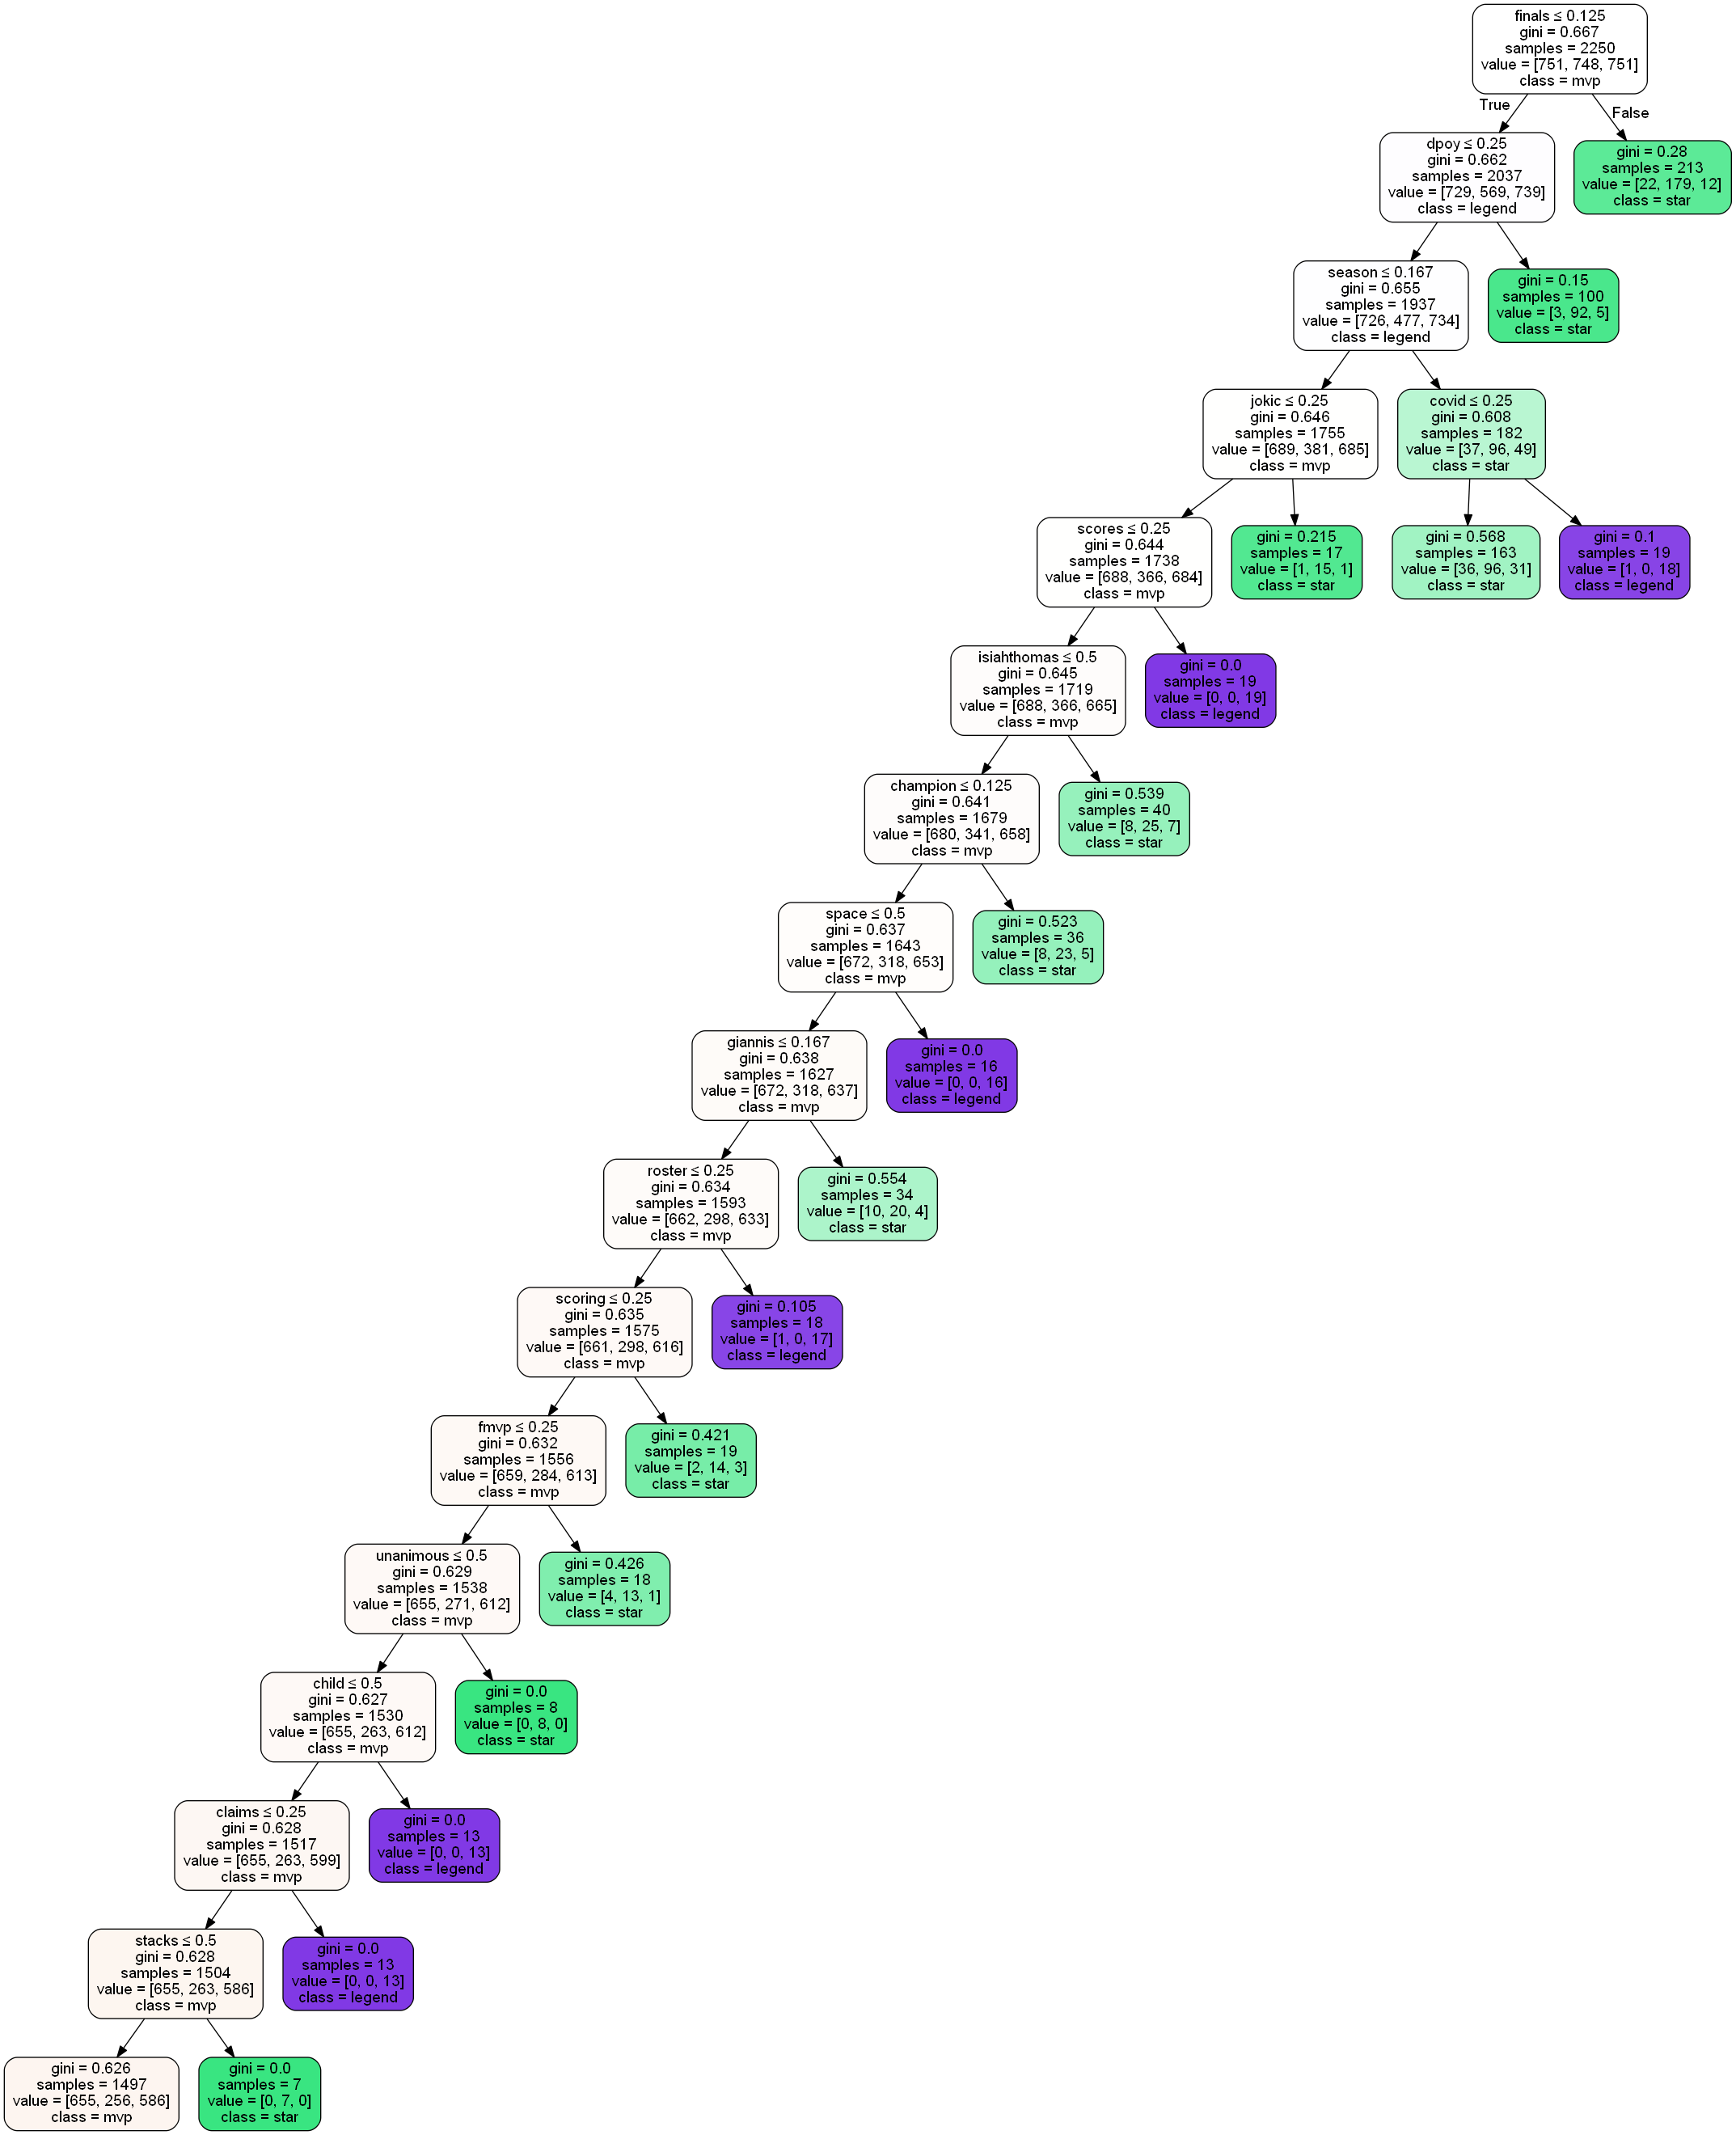 finals ≤ 0.125
gini = 0.667
samples = 2250
value = [751, 748, 751]
class = mvp
True
False
dpoy ≤ 0.25
gini = 0.662
samples = 2037
value = [729, 569, 739]
class = legend
gini = 0.28
samples = 213
value = [22, 179, 12]
class = star
season ≤ 0.167
gini = 0.655
samples = 1937
value = [726, 477, 734]
class = legend
gini = 0.15
samples = 100
value = [3, 92, 5]
class = star
jokic ≤ 0.25
gini = 0.646
samples = 1755
value = [689, 381, 685]
class = mvp
covid ≤ 0.25
gini = 0.608
samples = 182
value = [37, 96, 49]
class = star
scores ≤ 0.25
gini = 0.644
samples = 1738
value = [688, 366, 684]
class = mvp
gini = 0.215
samples = 17
value = [1, 15, 1]
class = star
gini = 0.568
samples = 163
value = [36, 96, 31]
class = star
gini = 0.1
samples = 19
value = [1, 0, 18]
class = legend
isiahthomas ≤ 0.5
gini = 0.645
samples = 1719
value = [688, 366, 665]
class = mvp
gini = 0.0
samples = 19
value = [0, 0, 19]
class = legend
champion ≤ 0.125
gini = 0.641
samples = 1679
value = [680, 341, 658]
class = mvp
gini = 0.539
samples = 40
value = [8, 25, 7]
class = star
space ≤ 0.5
gini = 0.637
samples = 1643
value = [672, 318, 653]
class = mvp
gini = 0.523
samples = 36
value = [8, 23, 5]
class = star
giannis ≤ 0.167
gini = 0.638
samples = 1627
value = [672, 318, 637]
class = mvp
gini = 0.0
samples = 16
value = [0, 0, 16]
class = legend
roster ≤ 0.25
gini = 0.634
samples = 1593
value = [662, 298, 633]
class = mvp
gini = 0.554
samples = 34
value = [10, 20, 4]
class = star
scoring ≤ 0.25
gini = 0.635
samples = 1575
value = [661, 298, 616]
class = mvp
gini = 0.105
samples = 18
value = [1, 0, 17]
class = legend
fmvp ≤ 0.25
gini = 0.632
samples = 1556
value = [659, 284, 613]
class = mvp
gini = 0.421
samples = 19
value = [2, 14, 3]
class = star
unanimous ≤ 0.5
gini = 0.629
samples = 1538
value = [655, 271, 612]
class = mvp
gini = 0.426
samples = 18
value = [4, 13, 1]
class = star
child ≤ 0.5
gini = 0.627
samples = 1530
value = [655, 263, 612]
class = mvp
gini = 0.0
samples = 8
value = [0, 8, 0]
class = star
claims ≤ 0.25
gini = 0.628
samples = 1517
value = [655, 263, 599]
class = mvp
gini = 0.0
samples = 13
value = [0, 0, 13]
class = legend
stacks ≤ 0.5
gini = 0.628
samples = 1504
value = [655, 263, 586]
class = mvp
gini = 0.0
samples = 13
value = [0, 0, 13]
class = legend
gini = 0.626
samples = 1497
value = [655, 256, 586]
class = mvp
gini = 0.0
samples = 7
value = [0, 7, 0]
class = star